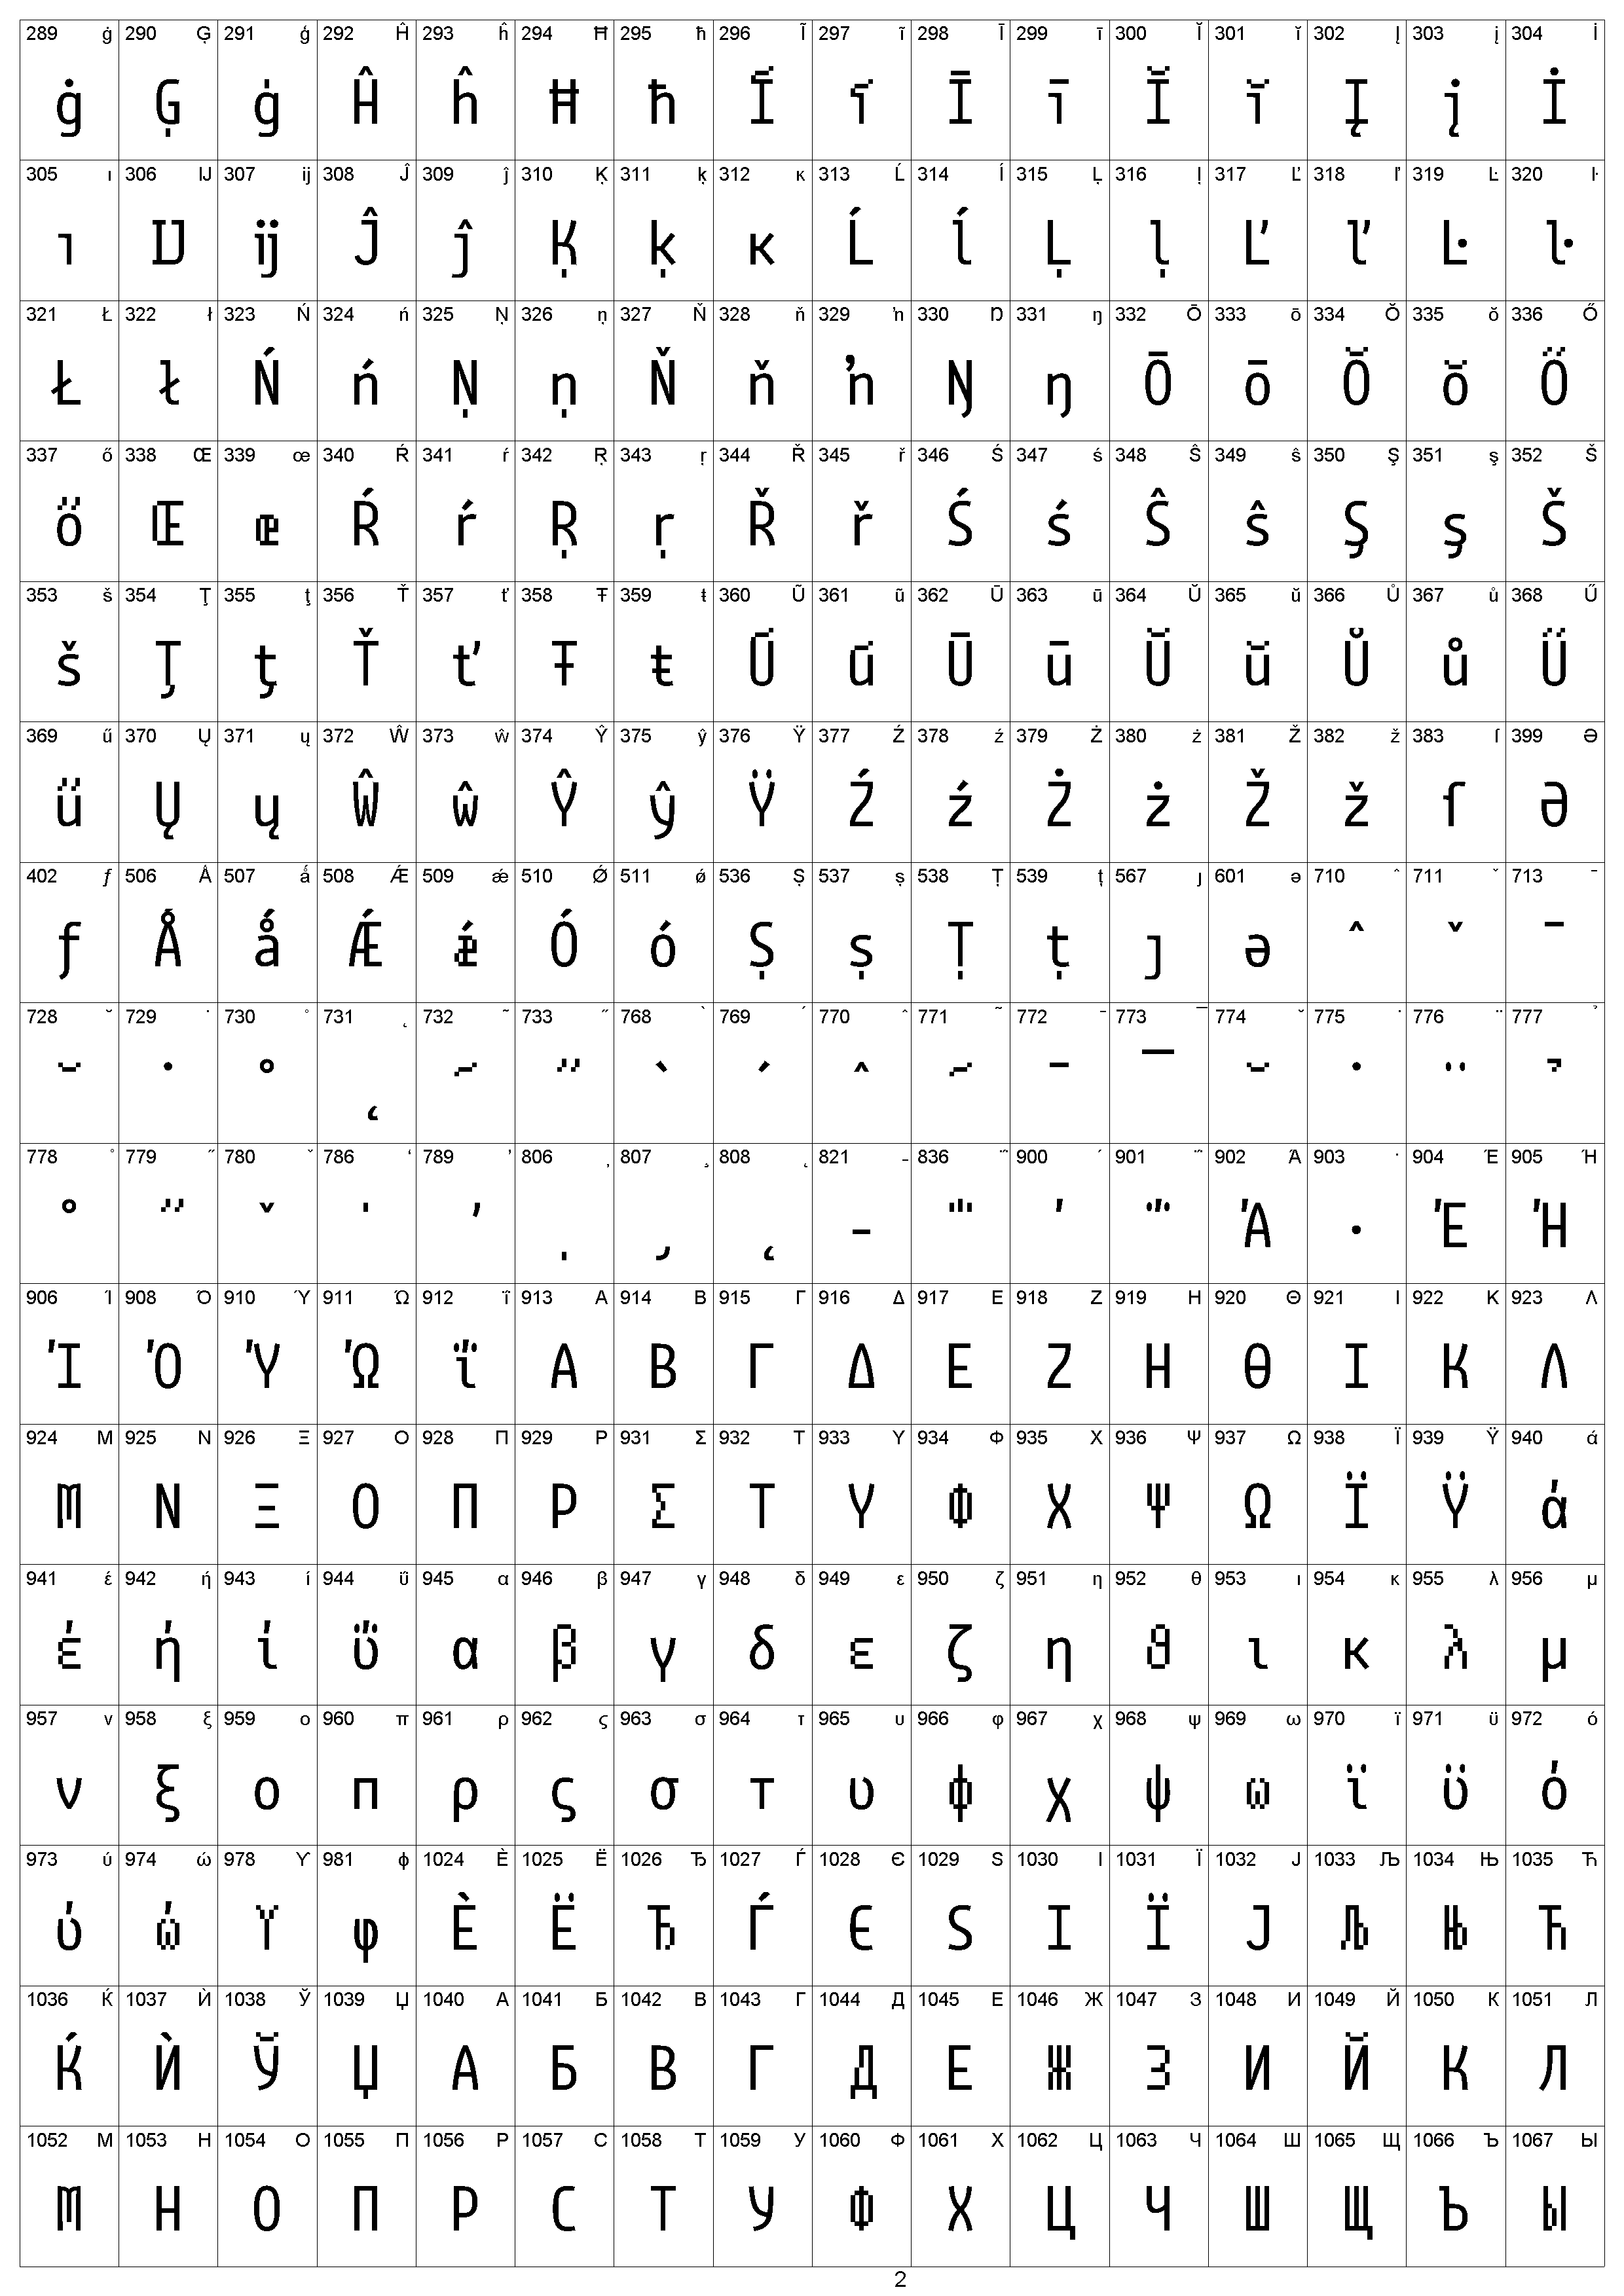 289 ġ 290 Ģ 291 ģ 292 Ĥ 293 ĥ 294 Ħ 295 ħ 296 Ĩ 297 ĩ 298 Ī 299 ī 300 Ĭ 301 ĭ 302 Į 303 į 304 İ
ġ Ģ ģ Ĥ ĥ Ħ ħ Ĩ ĩ Ī ī Ĭ ĭ Į į İ
305 ı 306 Ĳ 307 ĳ 308 Ĵ 309 ĵ 310 Ķ 311 ķ 312 ĸ 313 Ĺ 314 ĺ 315 Ļ 316 ļ 317 Ľ 318 ľ 319 Ŀ 320 ŀ
ı Ĳ ĳ Ĵ ĵ Ķ ķ ĸ Ĺ ĺ Ļ ļ Ľ ľ Ŀ ŀ
321 Ł 322 ł 323 Ń 324 ń 325 Ņ 326 ņ 327 Ň 328 ň 329 ŉ 330 Ŋ 331 ŋ 332 Ō 333 ō 334 Ŏ 335 ŏ 336 Ő
Ł ł Ń ń Ņ ņ Ň ň ŉ Ŋ ŋ Ō ō Ŏ ŏ Ő
337 ő 338 Œ 339 œ 340 Ŕ 341 ŕ 342 Ŗ 343 ŗ 344 Ř 345 ř 346 Ś 347 ś 348 Ŝ 349 ŝ 350 Ş 351 ş 352 Š
ő Œ œ Ŕ ŕ Ŗ ŗ Ř ř Ś ś Ŝ ŝ Ş ş Š
353 š 354 Ţ 355 ţ 356 Ť 357 ť 358 Ŧ 359 ŧ 360 Ũ 361 ũ 362 Ū 363 ū 364 Ŭ 365 ŭ 366 Ů 367 ů 368 Ű
š Ţ ţ Ť ť Ŧ ŧ Ũ ũ Ū ū Ŭ ŭ Ů ů Ű
369 ű 370 Ų 371 ų 372 Ŵ 373 ŵ 374 Ŷ 375 ŷ 376 Ÿ 377 Ź 378 ź 379 Ż 380 ż 381 Ž 382 ž 383 ſ 399 Ə
ű Ų ų Ŵ ŵ Ŷ ŷ Ÿ Ź ź Ż ż Ž ž ſ Ə
402 ƒ 506 Ǻ 507 ǻ 508 Ǽ 509 ǽ 510 Ǿ 511 ǿ 536 Ș 537 ș 538 Ț 539 ț 567 ȷ 601 ə 710 ˆ 711 ˇ 713 ˉ
ƒ Ǻ ǻ Ǽ ǽ Ó ó Ș ș Ț ț ȷ ə ˆ ˇ ˉ
728 ˘ 729 ˙ 730 ˚ 731 ˛ 732 ˜ 733 ˝ 768 ̀ 769 ́ 770 ̂ 771 ̃ 772 ̄ 773 ̅ 774 ̆ 775 ̇ 776 ̈ 777 ̉
˘ ˙ ˚ ˛ ˜ ˝ ̀ ́ ̂ ̃ ̄ ̅ ̆ ̇ ̈ ̉
778 ̊ 779 ̋ 780 ̌ 786 ̒ 789 ̕ 806 ̦ 807 ̧ 808 ̨ 821 ̵ 836 ̈́ 900 ΄ 901 ΅ 902 Ά 903 · 904 Έ 905 Ή
̊ ̋ ̌ ̒ ̕ ̦ ̧ ̨ ̵ ̈́ ΄ ΅ Ά · Έ Ή
906 Ί 908 Ό 910 Ύ 911 Ώ 912 ΐ 913 Α 914 Β 915 Γ 916 Δ 917 Ε 918 Ζ 919 Η 920 Θ 921 Ι 922 Κ 923 Λ
Ί Ό Ύ Ώ ΐ Α Β Γ Δ Ε Ζ Η Θ Ι Κ Λ
924 Μ 925 Ν 926 Ξ 927 Ο 928 Π 929 Ρ 931 Σ 932 Τ 933 Υ 934 Φ 935 Χ 936 Ψ 937 Ω 938 Ϊ 939 Ϋ 940 ά
Μ Ν Ξ Ο Π Ρ Σ Τ Υ Φ Χ Ψ Ω Ϊ Ϋ ά
941 έ 942 ή 943 ί 944 ΰ 945 α 946 β 947 γ 948 δ 949 ε 950 ζ 951 η 952 θ 953 ι 954 κ 955 λ 956 μ
έ ή ί ΰ α β γ δ ε ζ η ϑ ι κ λ μ
957 ν 958 ξ 959 ο 960 π 961 ρ 962 ς 963 σ 964 τ 965 υ 966 φ 967 χ 968 ψ 969 ω 970 ϊ 971 ϋ 972 ό
ν ξ ο π ρ ς σ τ υ ϕ χ ψ ω ϊ ϋ ό
973 ύ 974 ώ 978 ϒ 981 ϕ 1024 Ѐ 1025 Ё 1026 Ђ 1027 Ѓ 1028 Є 1029 Ѕ 1030 І 1031 Ї 1032 Ј 1033 Љ 1034 Њ 1035 Ћ
ύ ώ ϒ φ Ѐ Ё Ђ Ѓ Є Ѕ І Ї Ј Љ Њ Ћ
1036 Ќ 1037 Ѝ 1038 Ў 1039 Џ 1040 А 1041 Б 1042 В 1043 Г 1044 Д 1045 Е 1046 Ж 1047 З 1048 И 1049 Й 1050 К 1051 Л
Ќ Ѝ Ў Џ А Б В Г Д Е Ж З И Й К Л
1052 М 1053 Н 1054 О 1055 П 1056 Р 1057 С 1058 Т 1059 У 1060 Ф 1061 Х 1062 Ц 1063 Ч 1064 Ш 1065 Щ 1066 Ъ 1067 Ы
М Н О П Р С Т У Ф Х Ц Ч Ш Щ Ъ Ы
2